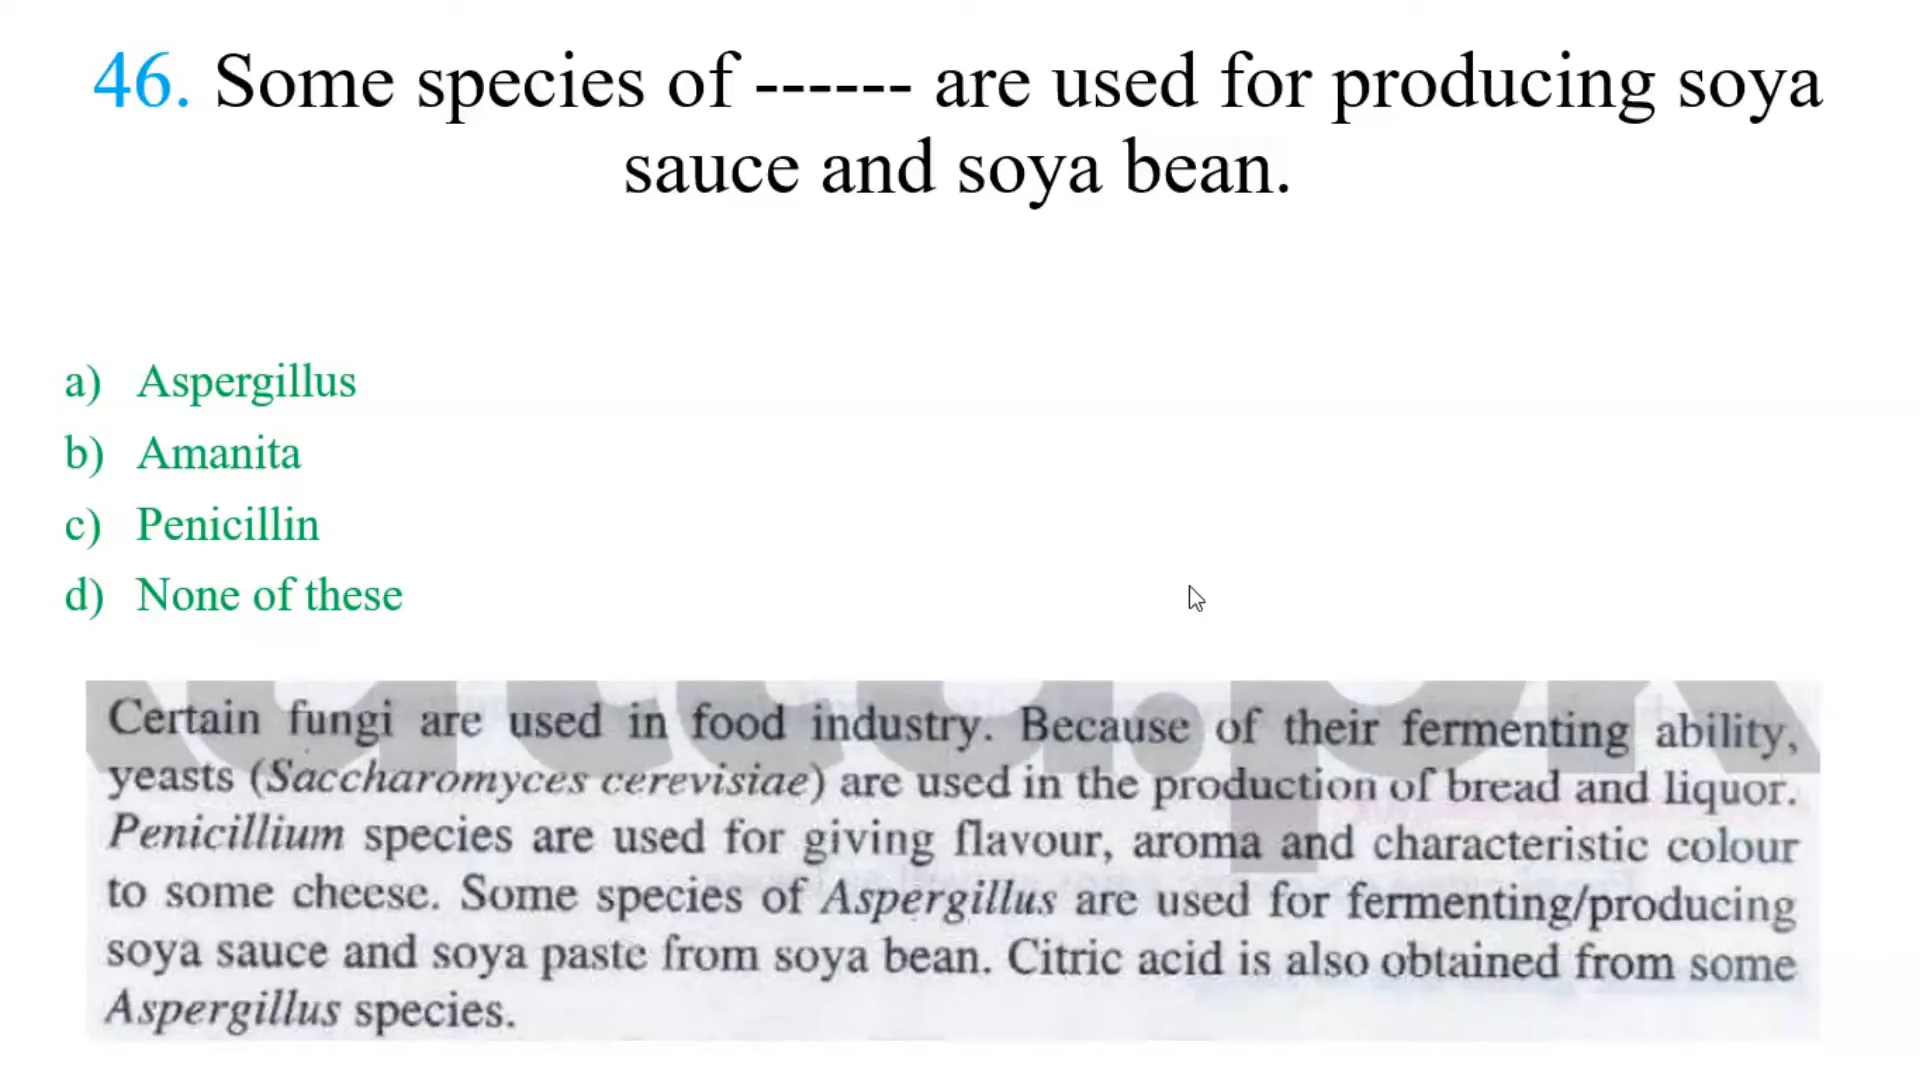 46. Some species of ------ are used for producing soya
sauce and soya bean.
a) Aspergillus
b) Amanita
c) Penicillin
d) None of these
Certain fungi are used in food industry. Because of their fermenting ability,
yeasts (Saccharomyces cerevisiae) are used in the production of bread and liquor.
Penicillium species are used for giving flavour, aroma and characteristic colour
to some cheese. Some species of Aspergillus are used for fermenting/producing
soya sauce and soya paste from soya bean. Citric acid is also obtained from some
Aspergillus species.